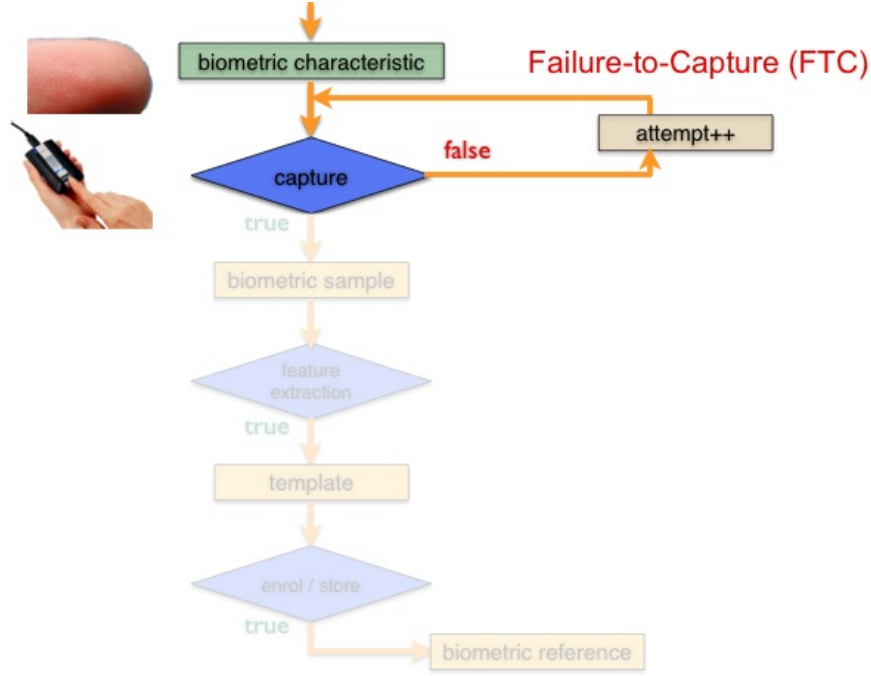 biometric characteristic
Failure-to-Capture (FTC)
attempt++
false
capture
true
biometric sample
feature
extraction
true
template
enrol / store
true
biometric reference